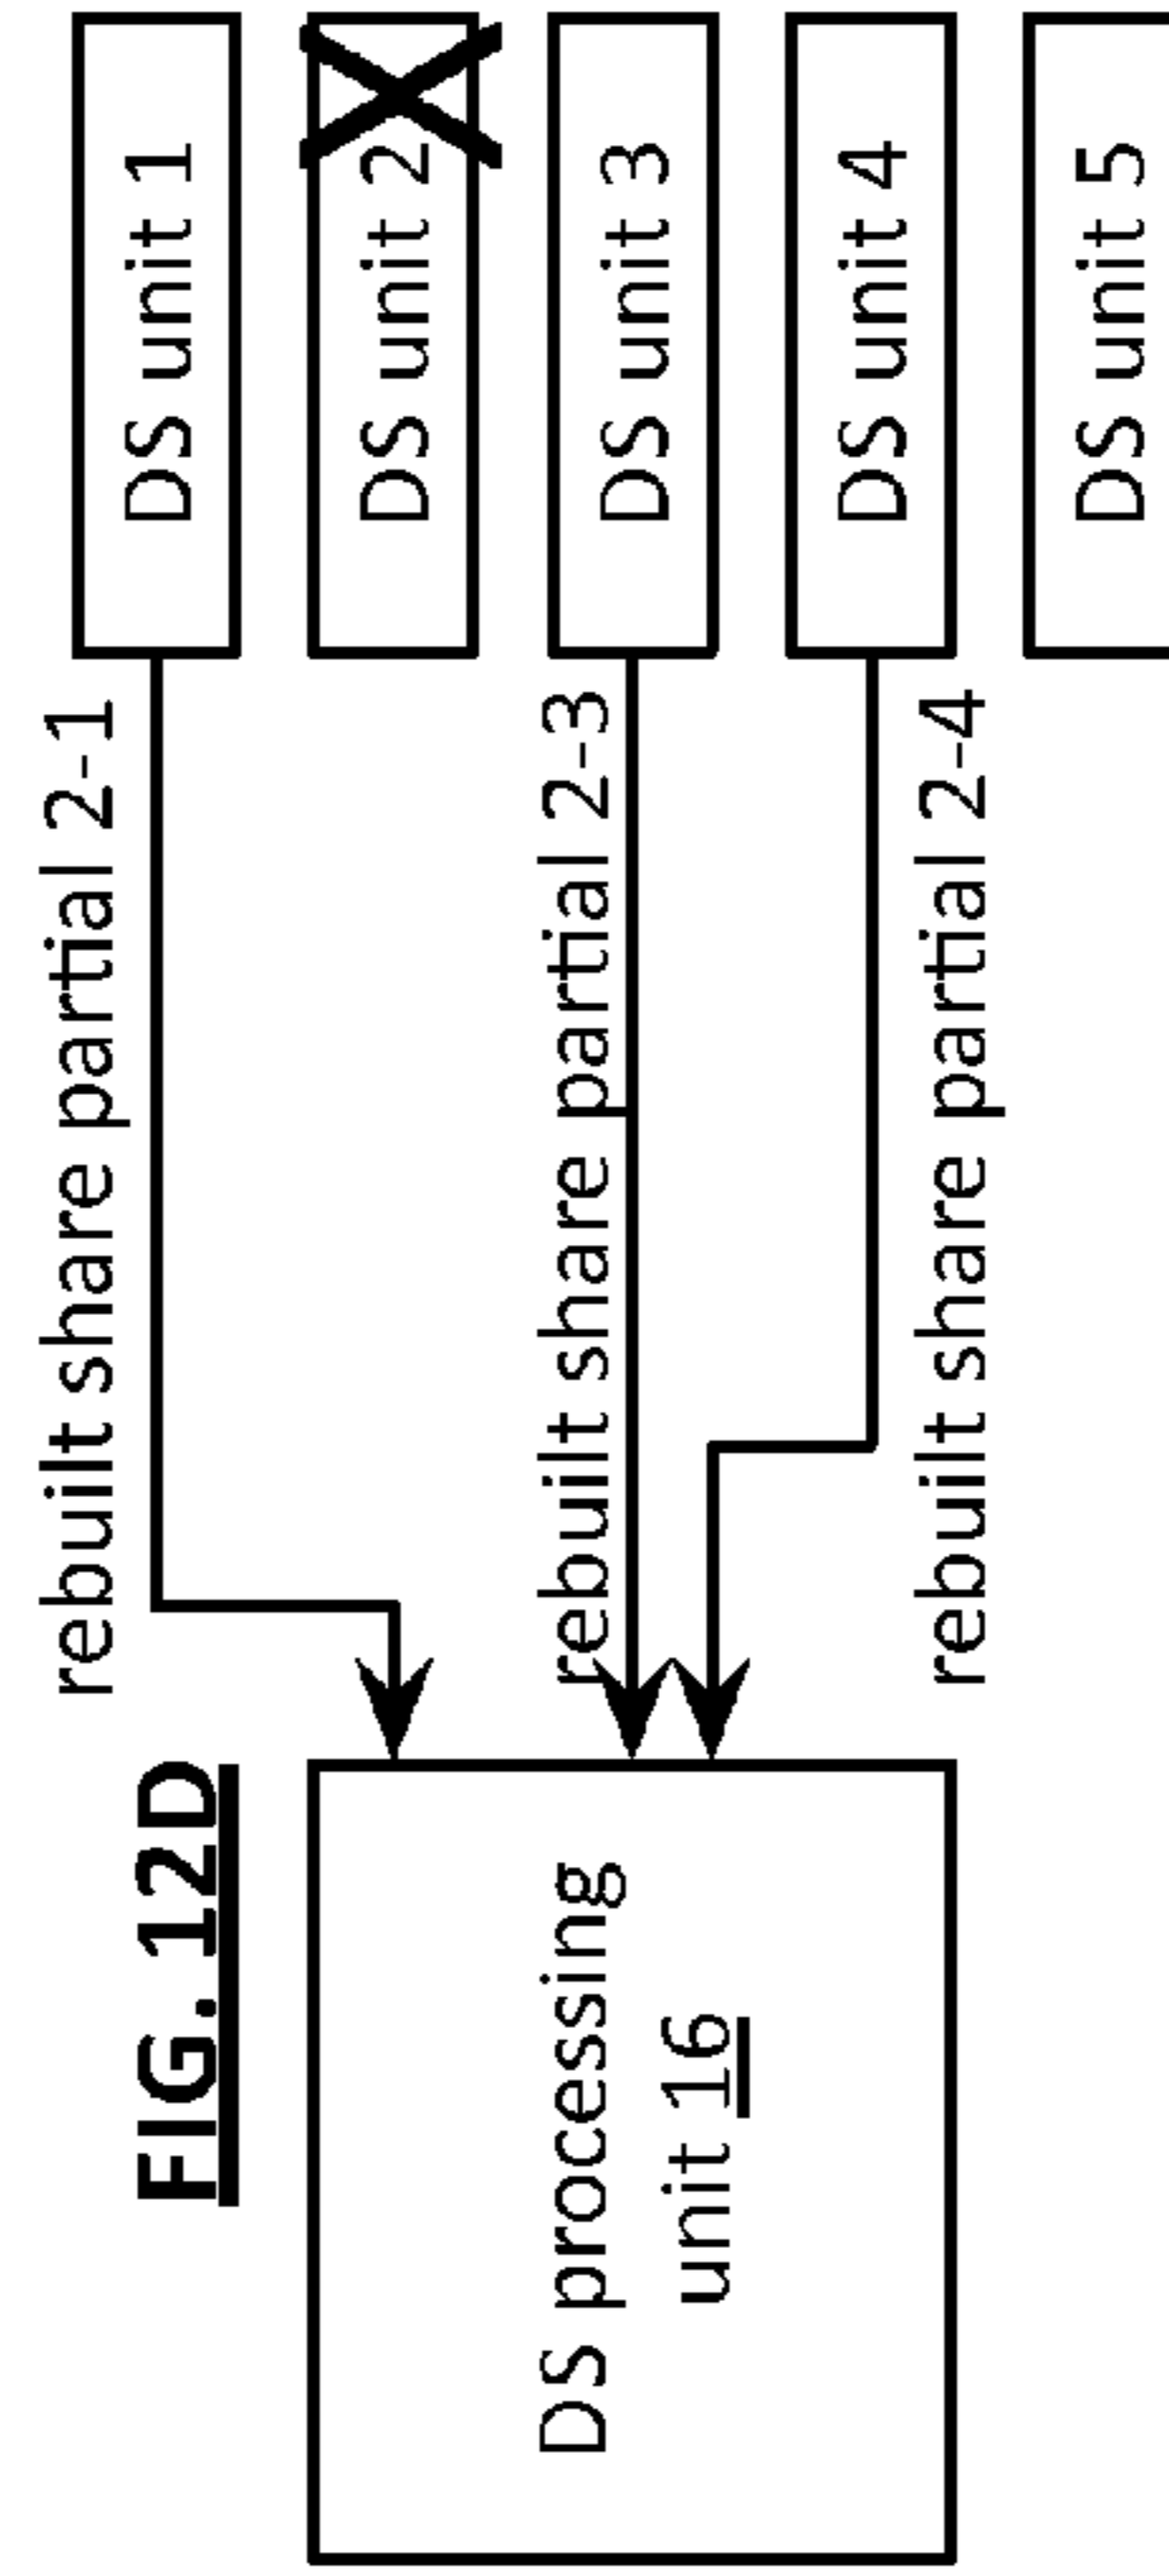 FIG. 12D
rebuilt share partial 2-1
DS unit 1
DS unit 2
rebuilt share partial 2-3
DS unit 3
DS processing
unit 16
DS unit 4
rebuilt share partial 2-4
DS unit 5